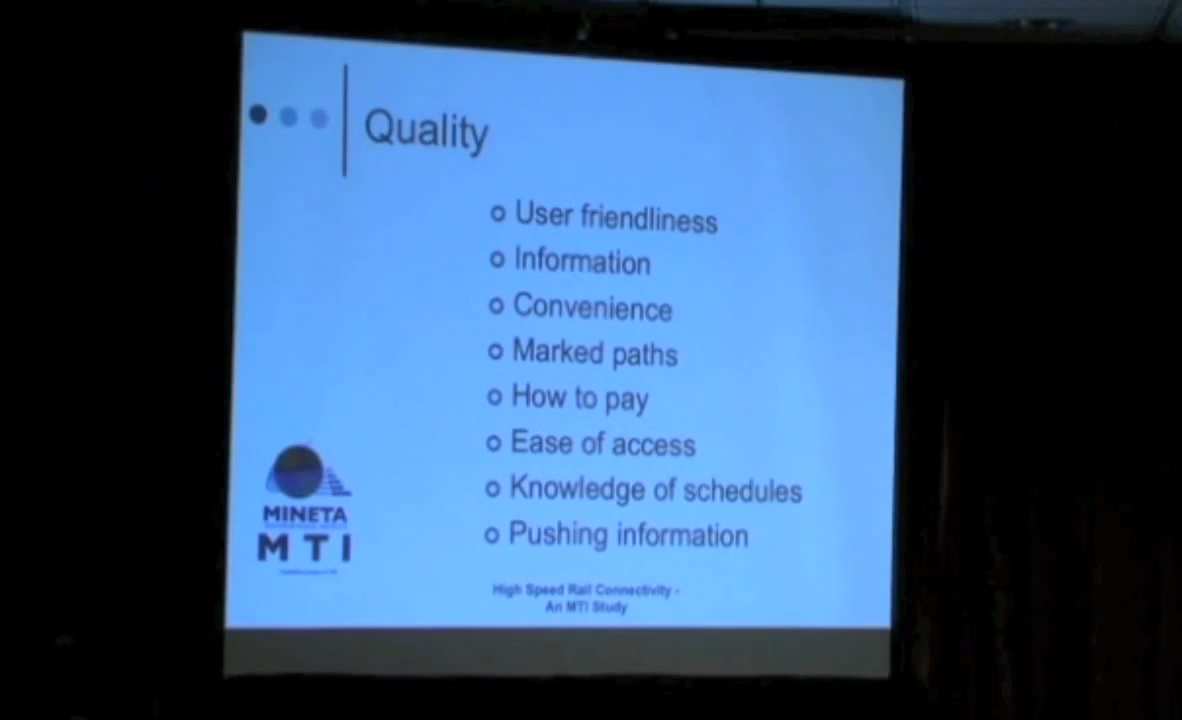 Quality
User friendliness
Information
Convenience
Marked paths
How to pay
Ease of access
Knowledge of schedules
Pushing information
MINETA
MTI
High Speed Rail Connectivity -
An MTI Study